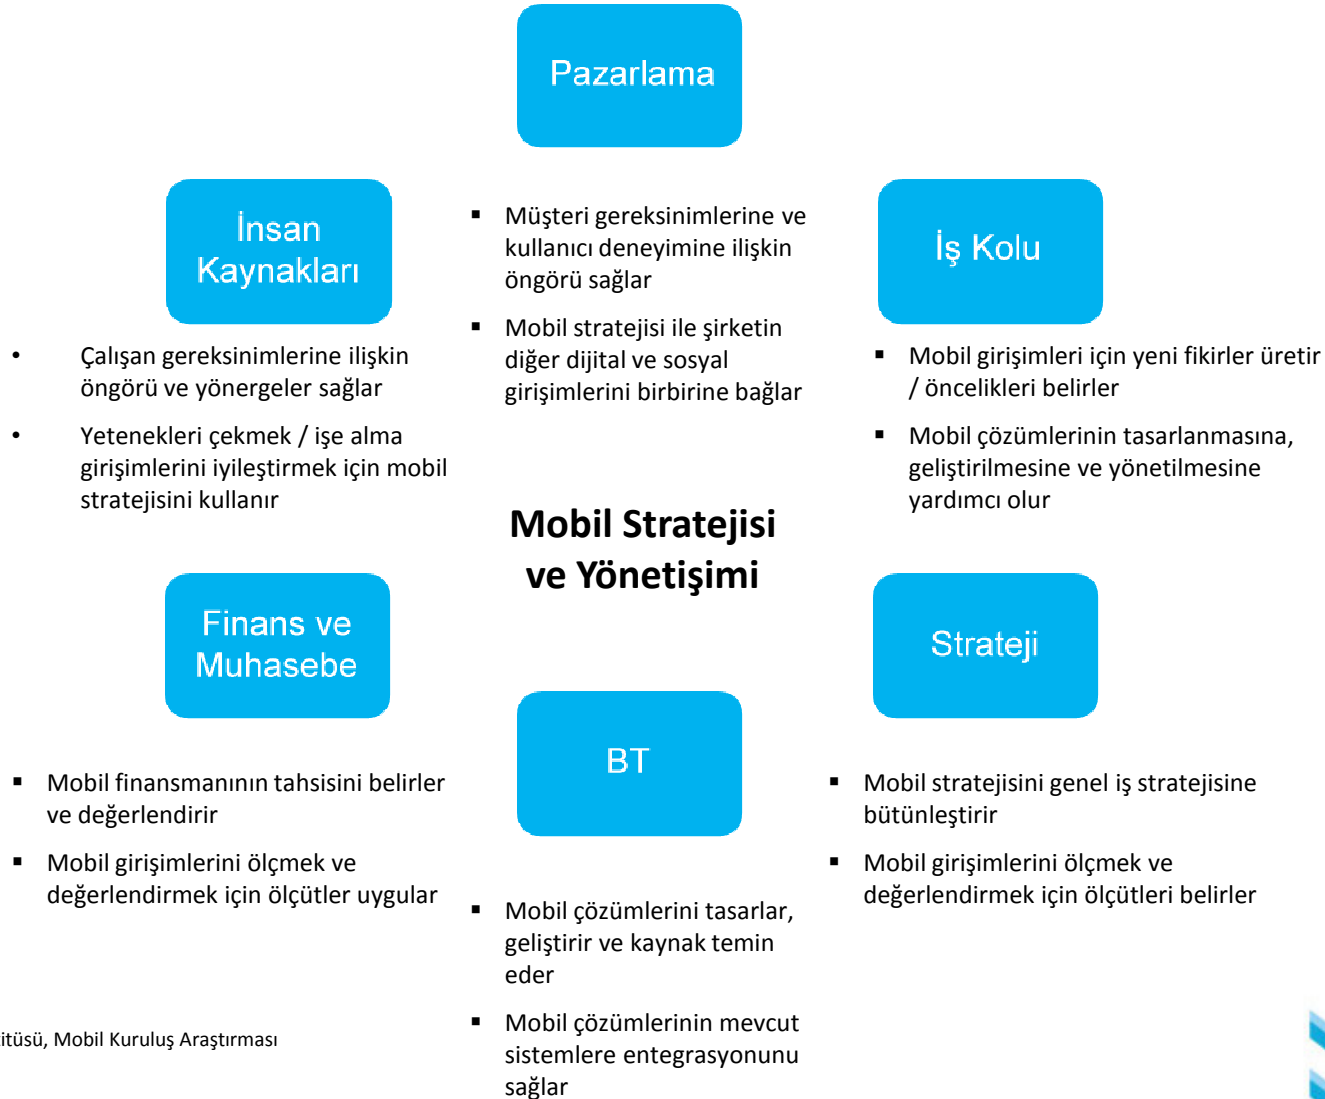 Pazarlama
İnsan
Kaynakları
• Çalışan gereksinimlerine ilişkin
öngörü ve yönergeler sağlar
• Yetenekleri çekmek / işe alma
girişimlerini iyileştirmek için mobil
stratejisini kullanır
▪ Müşteri gereksinimlerine ve
kullanıcı deneyimine ilişkin
öngörü sağlar
▪ Mobil stratejisi ile şirketin
diğer dijital ve sosyal
girişimlerini birbirine bağlar
İş Kolu
▪ Mobil girişimleri için yeni fikirler üretir
/ öncelikleri belirler
▪ Mobil çözümlerinin tasarlanmasına,
geliştirilmesine ve yönetilmesine
yardımcı olur
Mobil Stratejisi
ve Yönetişimi
Finans ve
Muhasebe
▪ Mobil finansmanının tahsisini belirler
ve değerlendirir
▪ Mobil girişimlerini ölçmek ve
değerlendirmek için ölçütler uygular
BT
▪ Mobil çözümlerini tasarlar,
geliştirir ve kaynak temin
eder
▪ Mobil çözümlerinin mevcut
sistemlere entegrasyonunu
sağlar
Strateji
▪ Mobil stratejisini genel iş stratejisine
bütünleştirir
▪ Mobil girişimlerini ölçmek ve
değerlendirmek için ölçütleri belirler
Mobil Kuruluş Araştırması